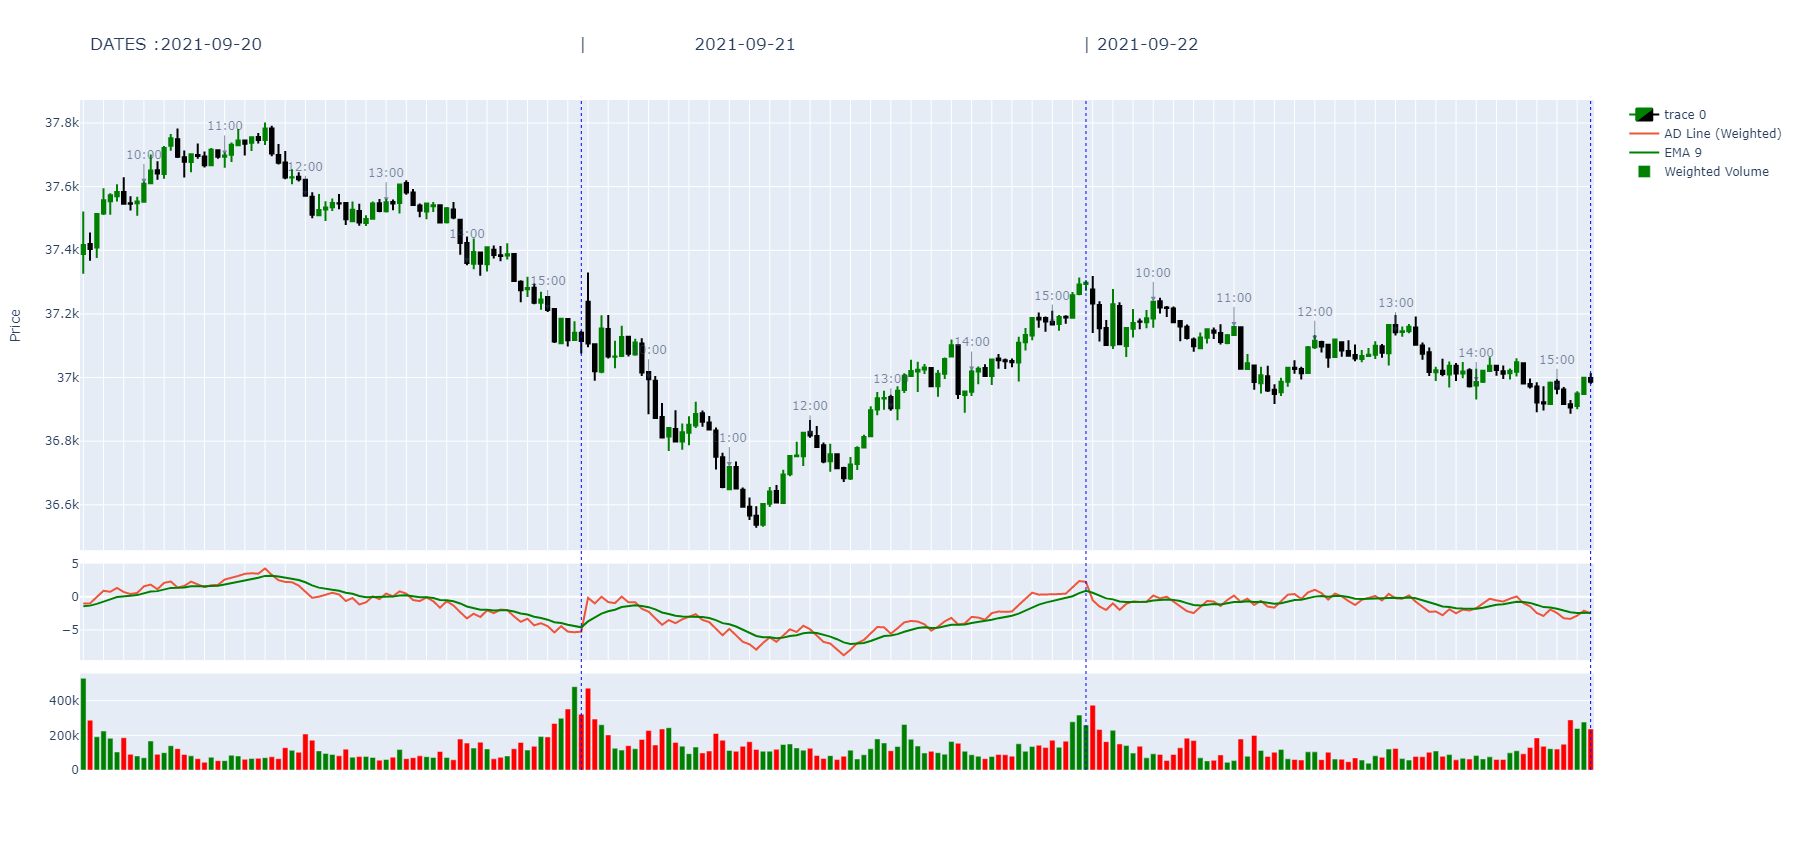 DATES :2021-09-20 | 2021-09-21 | 2021-09-22
37.8k
37.6k
37.4k
37.2k
37k
36.8k
36.6k
Price
10:00
11:00
12:00
13:00
15:00
12:00
13:00
14:00
15:00
10:00
11:00
12:00
13:00
14:00
15:00
trace 0
AD Line (Weighted)
EMA 9
Weighted Volume
5
0
−5
400k
200k
0